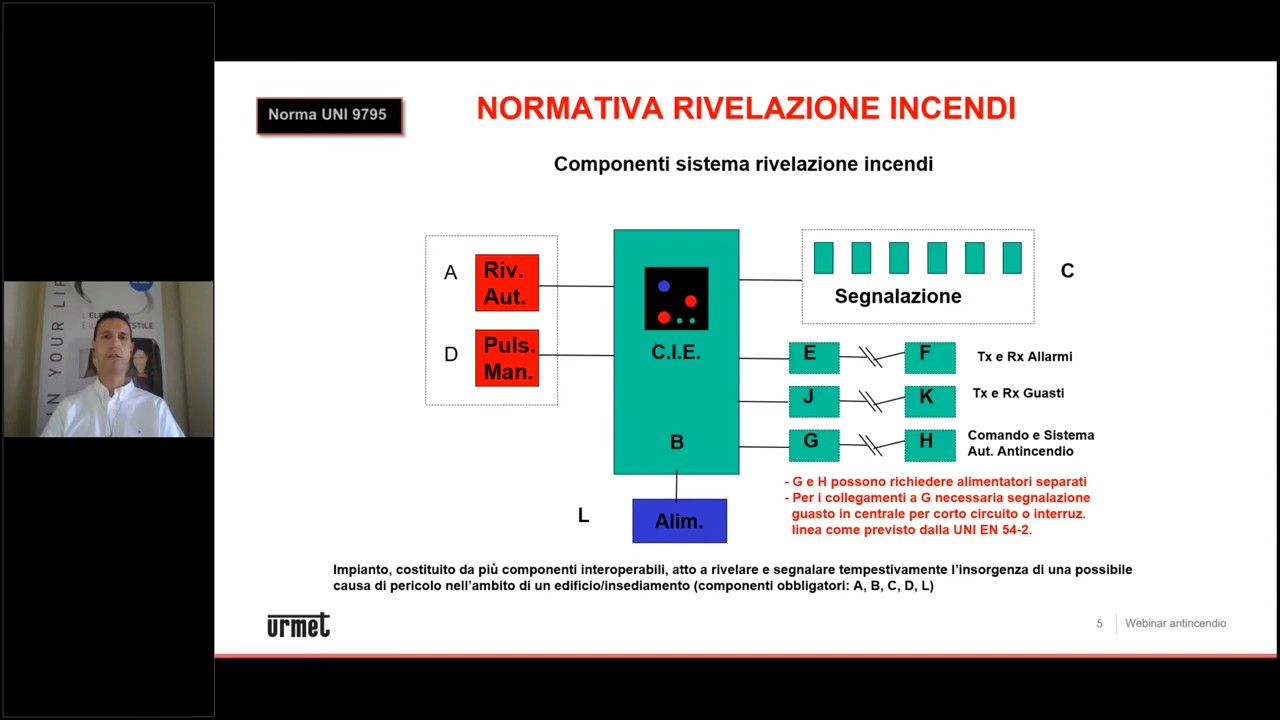 Norma UNI 9795
NORMATIVA RIVELAZIONE INCENDI
Componenti sistema rivelazione incendi
A
Riv.
Aut.
D
Puls.
Man.
C.I.E.
B
L
Alim.
Segnalazione
C
E
F
Tx e Rx Allarmi
J
K
Tx e Rx Guasti
G
H
Comando e Sistema
Aut. Antincendio
- G e H possono richiedere alimentatori separati
- Per i collegamenti a G necessaria segnalazione
guasto in centrale per corto circuito o interruz.
linea come previsto dalla UNI EN 54-2.
Impianto, costituito da più componenti interoperabili, atto a rivelare e segnalare tempestivamente l’insorgenza di una possibile
causa di pericolo nell’ambito di un edificio/insediamento (componenti obbligatori: A, B, C, D, L)
urmet
5
Webinar antincendio
IN YOUR LIF